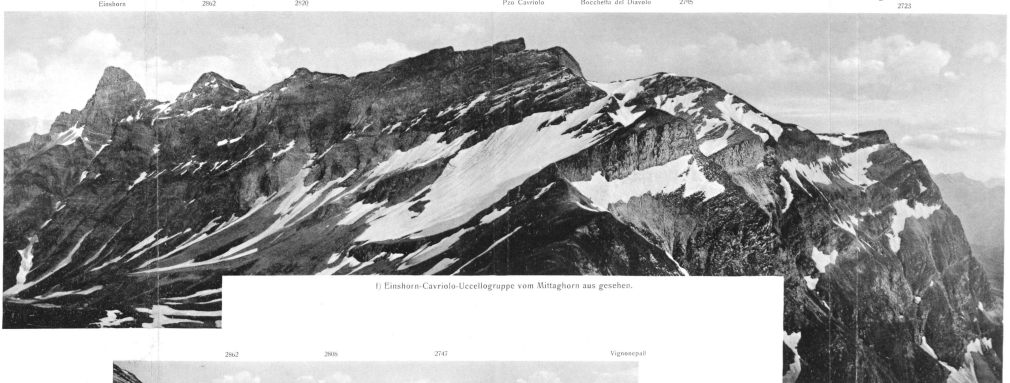 Einshorn 2862 2920 Pzo Cavriolo Bocchetta del Diavolo 2795 2723
f) Einshorn-Cavriolo-Uccellogruppe vom Mittaghorn aus gesehen.
2862 2808 2747 Vignonepaß